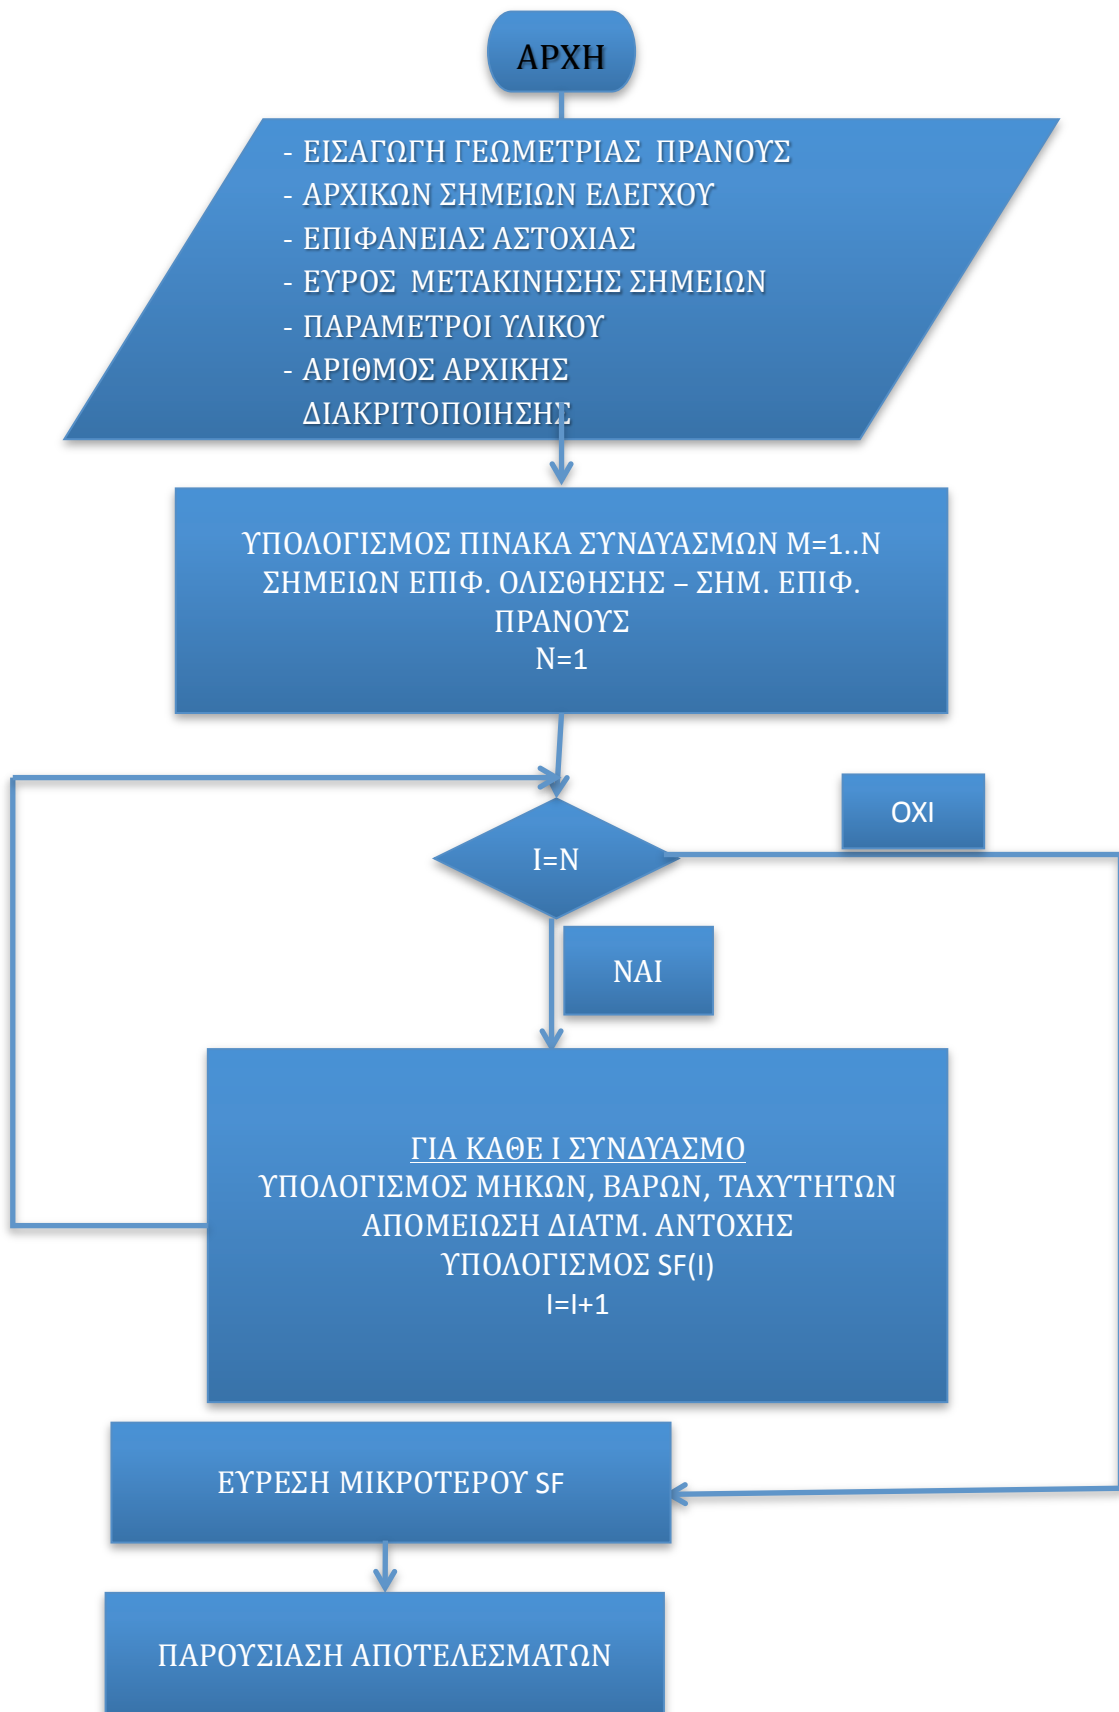 ΑΡΧΗ
- ΕΙΣΑΓΩΓΗ ΓΕΩΜΕΤΡΙΑΣ ΠΡΑΝΟΥΣ
- ΑΡΧΙΚΩΝ ΣΗΜΕΙΩΝ ΕΛΕΓΧΟΥ
- ΕΠΙΦΑΝΕΙΑΣ ΑΣΤΟΧΙΑΣ
- ΕΥΡΟΣ ΜΕΤΑΚΙΝΗΣΗΣ ΣΗΜΕΙΩΝ
- ΠΑΡΑΜΕΤΡΟΙ ΥΛΙΚΟΥ
- ΑΡΙΘΜΟΣ ΑΡΧΙΚΗΣ
ΔΙΑΚΡΙΤΟΠΟΙΗΣΗΣ
ΥΠΟΛΟΓΙΣΜΟΣ ΠΙΝΑΚΑ ΣΥΝΔΥΑΣΜΩΝ Μ=1..Ν
ΣΗΜΕΙΩΝ ΕΠΙΦ. ΟΛΙΣΘΗΣΗΣ – ΣΗΜ. ΕΠΙΦ.
ΠΡΑΝΟΥΣ
Ν=1
ΟΧΙ
Ι=Ν
ΝΑΙ
ΓΙΑ ΚΑΘΕ Ι ΣΥΝΔΥΑΣΜΟ
ΥΠΟΛΟΓΙΣΜΟΣ ΜΗΚΩΝ, ΒΑΡΩΝ, ΤΑΧΥΤΗΤΩΝ
ΑΠΟΜΕΙΩΣΗ ΔΙΑΤΜ. ΑΝΤΟΧΗΣ
ΥΠΟΛΟΓΙΣΜΟΣ SF(I)
I=I+1
ΕΥΡΕΣΗ ΜΙΚΡΟΤΕΡΟΥ SF
ΠΑΡΟΥΣΙΑΣΗ ΑΠΟΤΕΛΕΣΜΑΤΩΝ